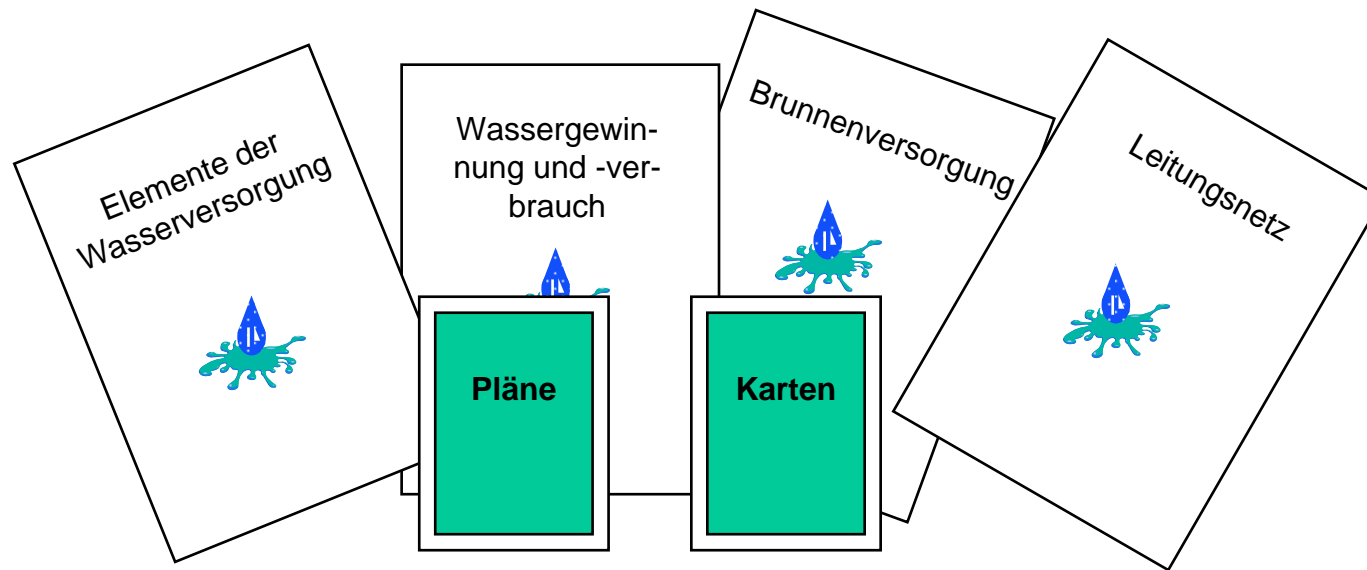 Elemente der
Wasserversorgung
Wassergewin-
nung und -ver-
brauch
Brunnenversorgung
Leitungsnetz
Pläne
Karten